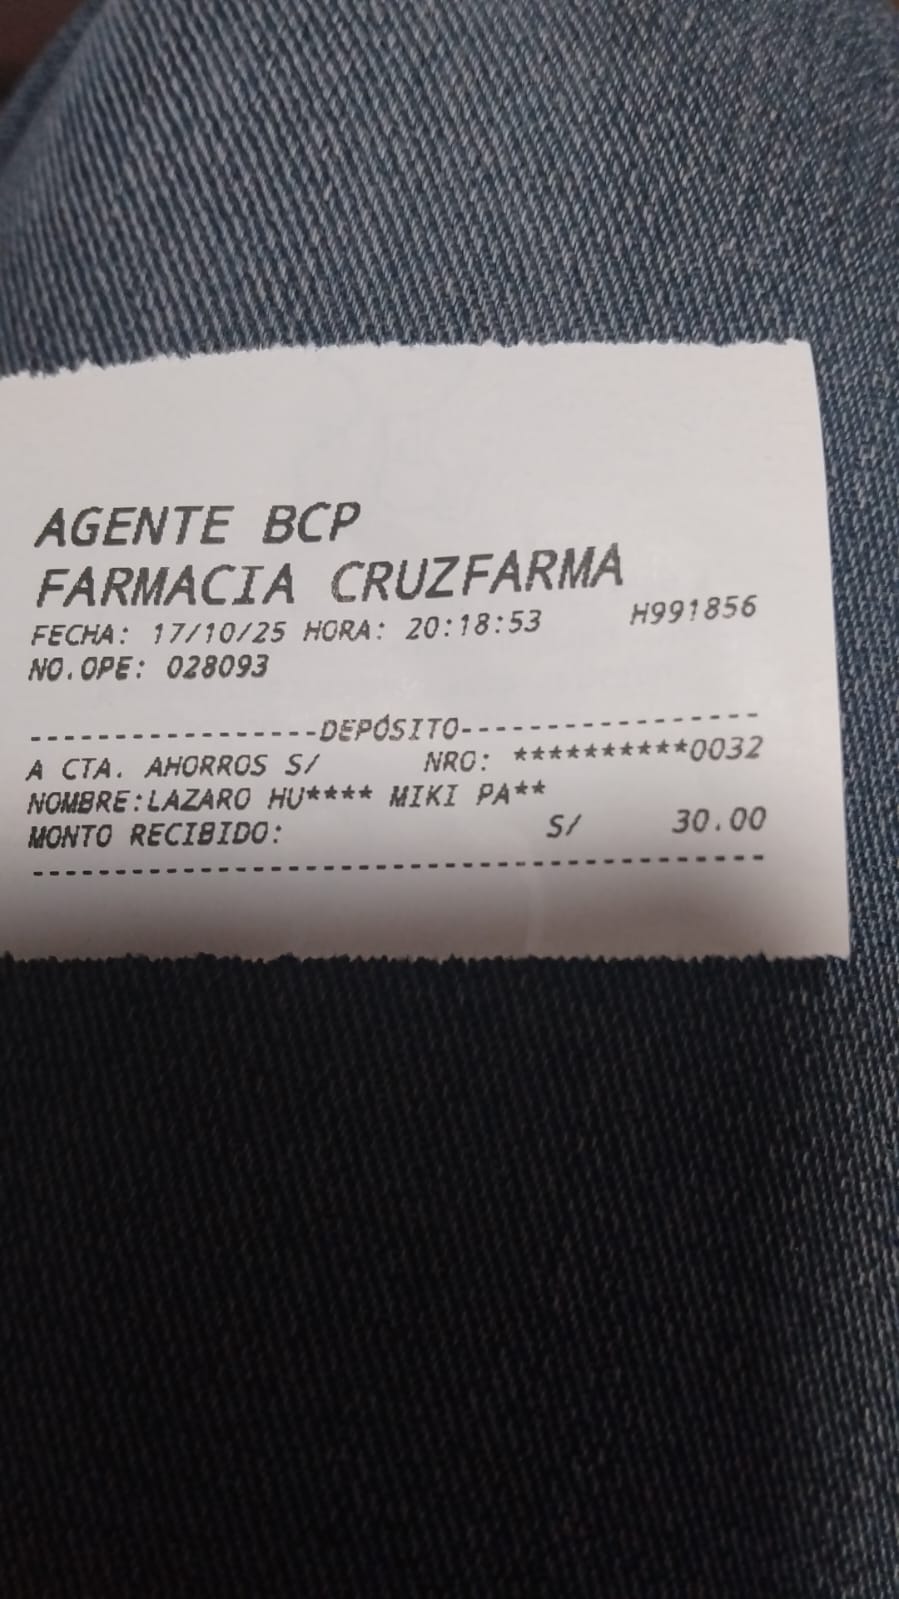 AGENTE BCP
FARMACIA CRUZFARMA
FECHA: 17/10/25 HORA: 20:18:53 H991856
NO.OPE: 028093
-----------------DEPÓSITO------------------
A CTA. AHORROS S/ NRO: **********0032
NOMBRE:LAZARO HU**** MIKI PA**
MONTO RECIBIDO: S/ 30.00
--------------------------------------------